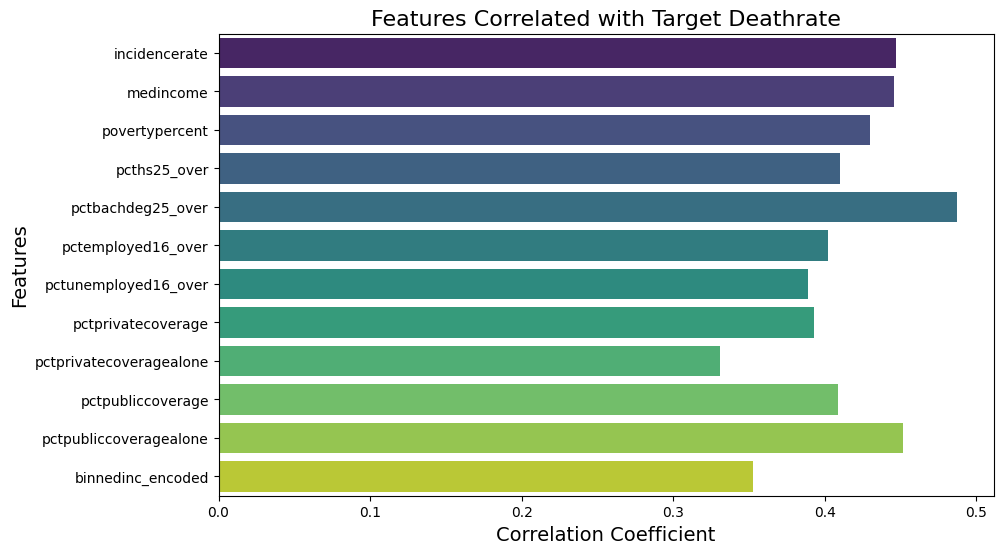 Features Correlated with Target Deathrate
Features
incidencerate
medincome
povertypercent
pcths25_over
pctbachdeg25_over
pctemployed16_over
pctunemployed16_over
pctprivatecoverage
pctprivatecoveragealone
pctpubliccoverage
pctpubliccoveragealone
binnedinc_encoded
0.0 0.1 0.2 0.3 0.4 0.5
Correlation Coefficient